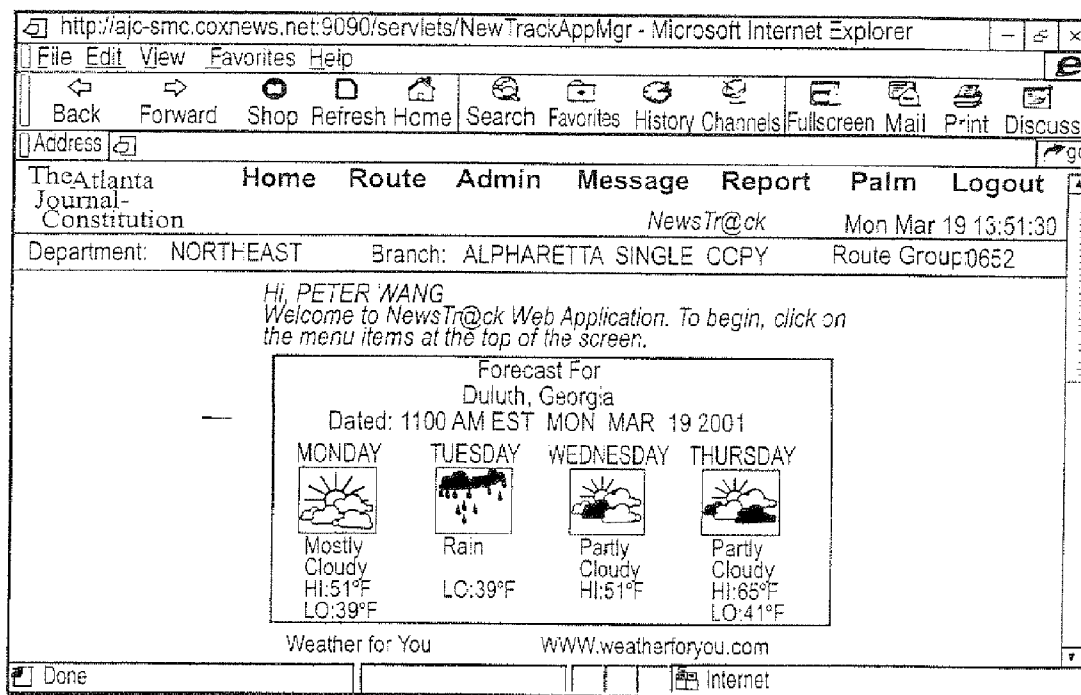 http://ajc-smc.coxnews.net:9090/servlets/NewTrackAppMgr - Microsoft Internet Explorer
File Edit View Favorites Help
Back Forward Shop Refresh Home Search Favorites History Channels Fullscreen Mail Print Discuss
Address go
The Atlanta Journal-Constitution
Home Route Admin Message Report Palm Logout
NewsTr@ck Mon Mar 19 13:51:30
Department: NORTHEAST Branch: ALPHARETTA SINGLE COPY Route Group:0652
Hi, PETER WANG
Welcome to NewsTr@ck Web Application. To begin, click on
the menu items at the top of the screen.
Forecast For
Duluth, Georgia
Dated: 1100 AM EST MON MAR 19 2001
MONDAY TUESDAY WEDNESDAY THURSDAY
Mostly Rain Partly Partly
Cloudy Cloudy Cloudy
HI:51°F LO:39°F HI:51°F HI:65°F
LO:39°F LO:41°F
Weather for You WWW.weatherforyou.com
Done Internet